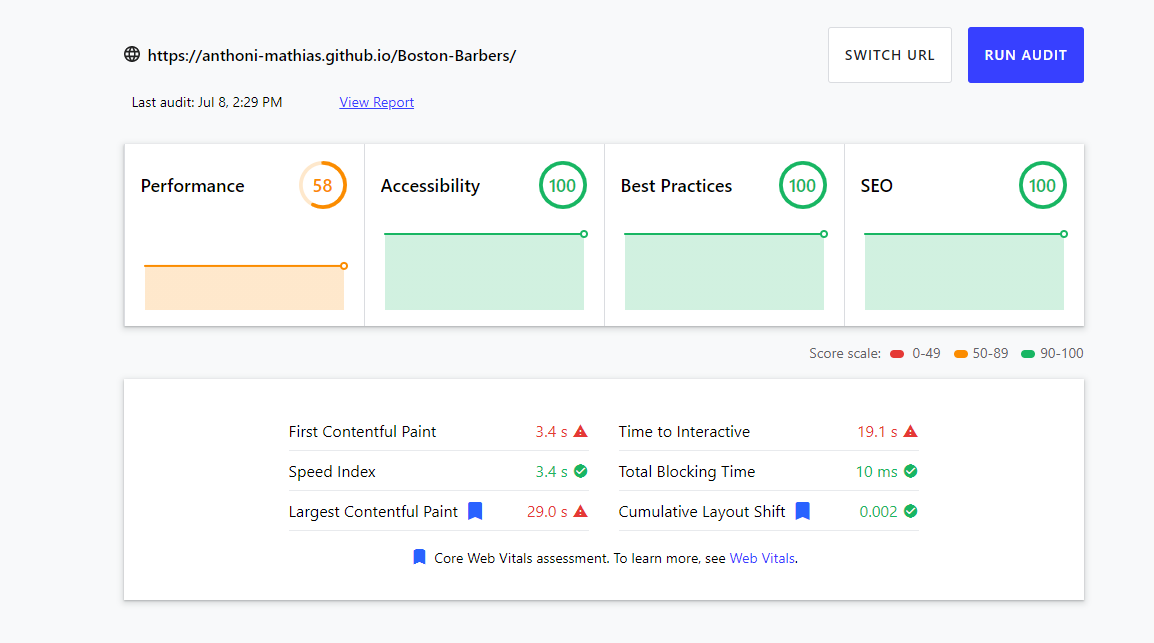 https://anthoni-mathias.github.io/Boston-Barbers/
SWITCH URL
RUN AUDIT
Last audit: Jul 8, 2:29 PM
View Report
Performance
58
Accessibility
100
Best Practices
100
SEO
100
Score scale: 0-49 50-89 90-100
First Contentful Paint 3.4 s
Time to Interactive 19.1 s
Speed Index 3.4 s
Total Blocking Time 10 ms
Largest Contentful Paint 29.0 s
Cumulative Layout Shift 0.002
Core Web Vitals assessment. To learn more, see Web Vitals.